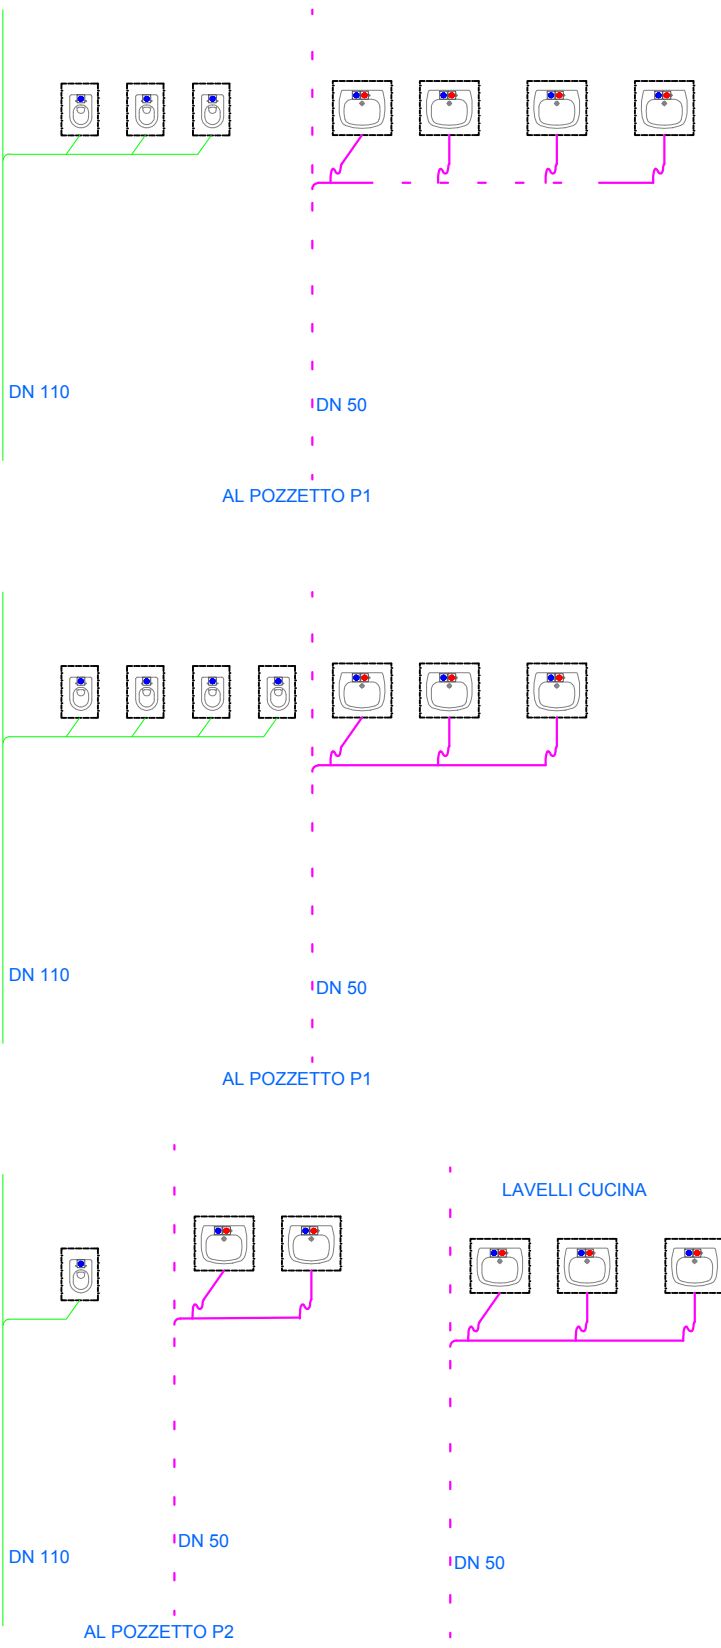 DN 110
DN 50
AL POZZETTO P1
DN 110
DN 50
AL POZZETTO P1
LAVELLI CUCINA
DN 50
DN 110
DN 50
AL POZZETTO P2